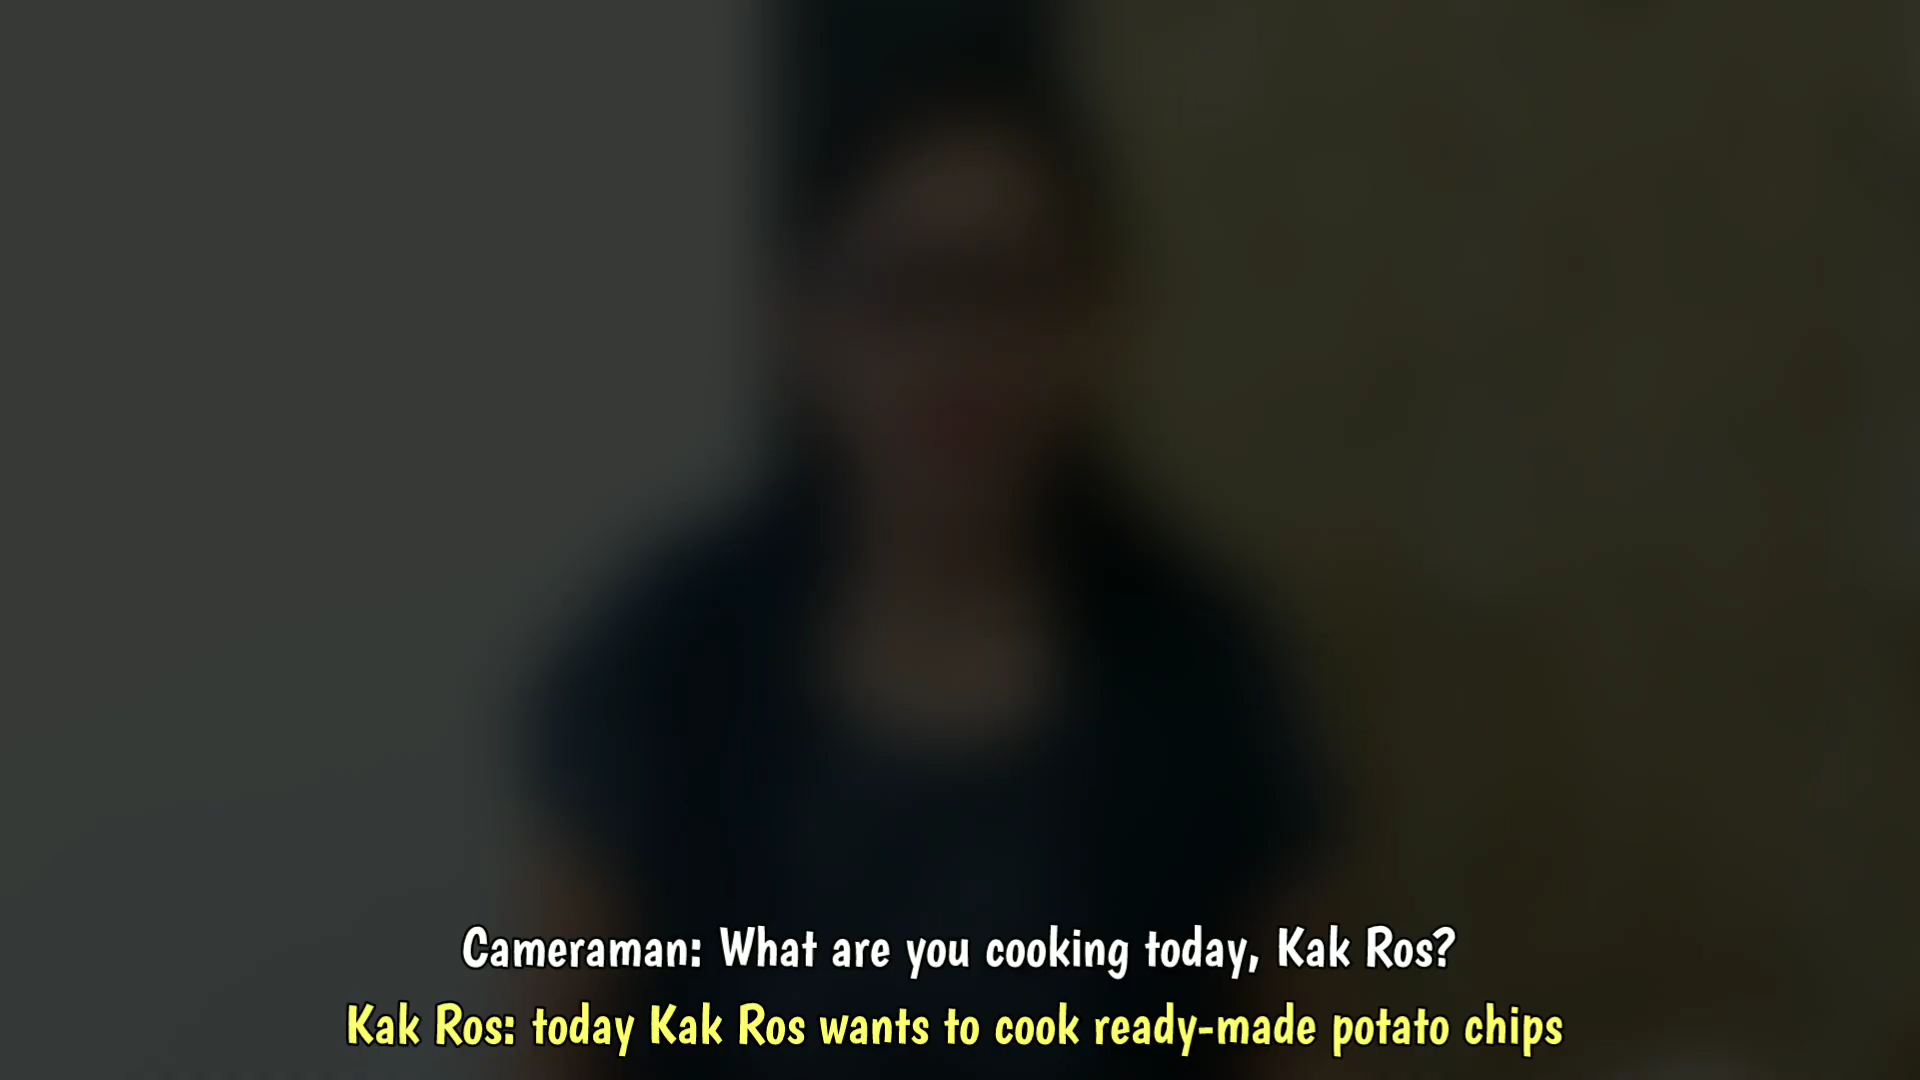 Cameraman: What are you cooking today, Kak Ros?
Kak Ros: today Kak Ros wants to cook ready-made potato chips